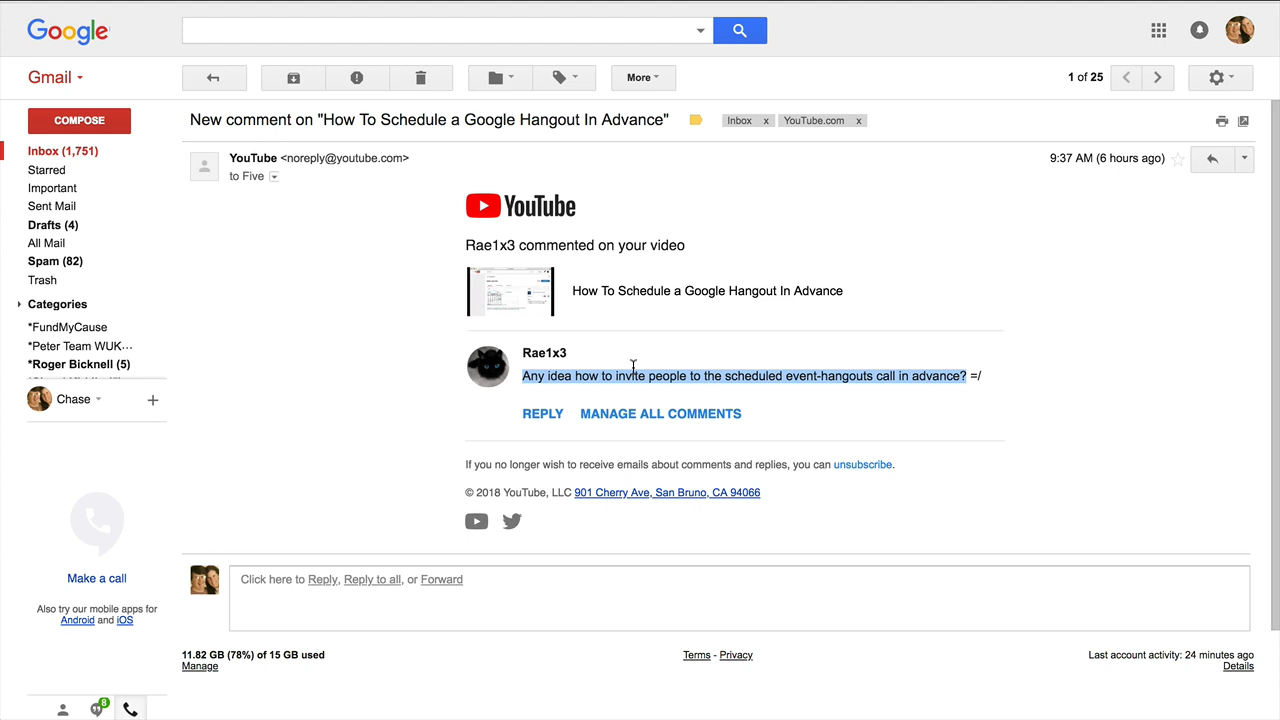 Google
Gmail
More
1 of 25
COMPOSE
New comment on "How To Schedule a Google Hangout In Advance"
Inbox x
YouTube.com x
Inbox (1,751)
Starred
Important
Sent Mail
Drafts (4)
All Mail
Spam (82)
Trash
Categories
*FundMyCause
*Peter Team WUK…
*Roger Bicknell (5)
Chase
YouTube <noreply@youtube.com>
to Five
9:37 AM (6 hours ago)
YouTube
Rae1x3 commented on your video
How To Schedule a Google Hangout In Advance
Rae1x3
Any idea how to invite people to the scheduled event-hangouts call in advance? =/
REPLY MANAGE ALL COMMENTS
If you no longer wish to receive emails about comments and replies, you can unsubscribe.
© 2018 YouTube, LLC 901 Cherry Ave, San Bruno, CA 94066
Make a call
Also try our mobile apps for
Android and iOS
Click here to Reply, Reply to all, or Forward
11.82 GB (78%) of 15 GB used
Manage
Terms - Privacy
Last account activity: 24 minutes ago
Details
8